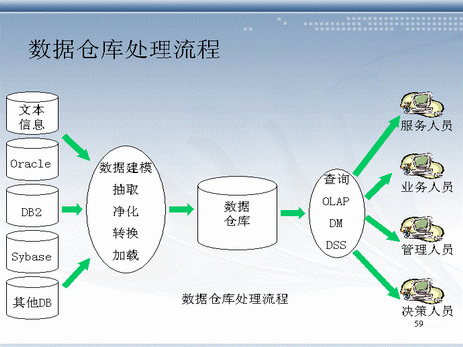 数据仓库处理流程
文本
信息
Oracle
DB2
Sybase
其他DB
数据建模
抽取
净化
转换
加载
数据
仓库
查询
OLAP
DM
DSS
服务人员
业务人员
管理人员
决策人员
数据仓库处理流程
59